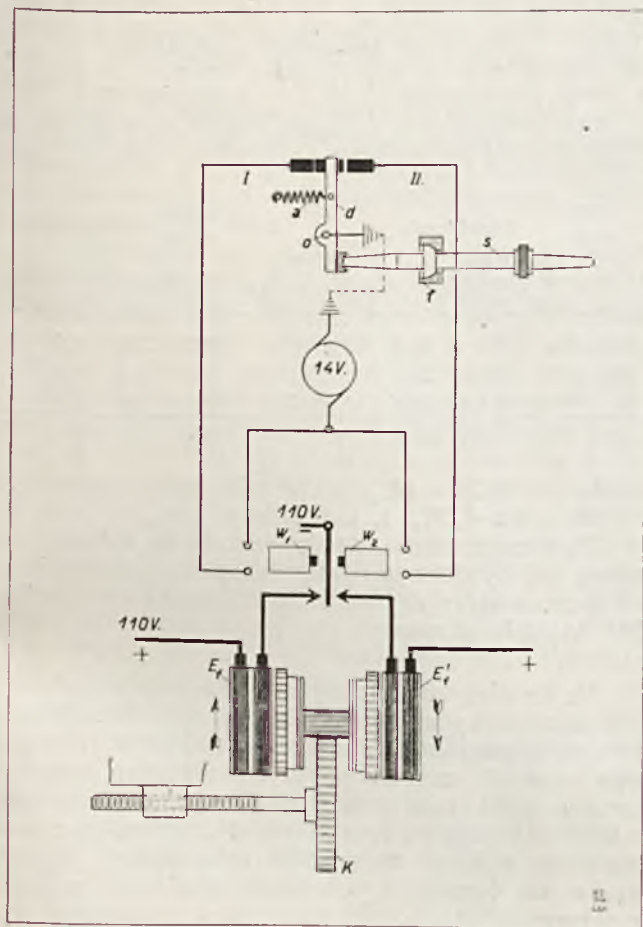 I
II.
a
d
o
s
f
14V.
110V.
W₁
W₂
110V.
+
+
E₁
E₁'
K